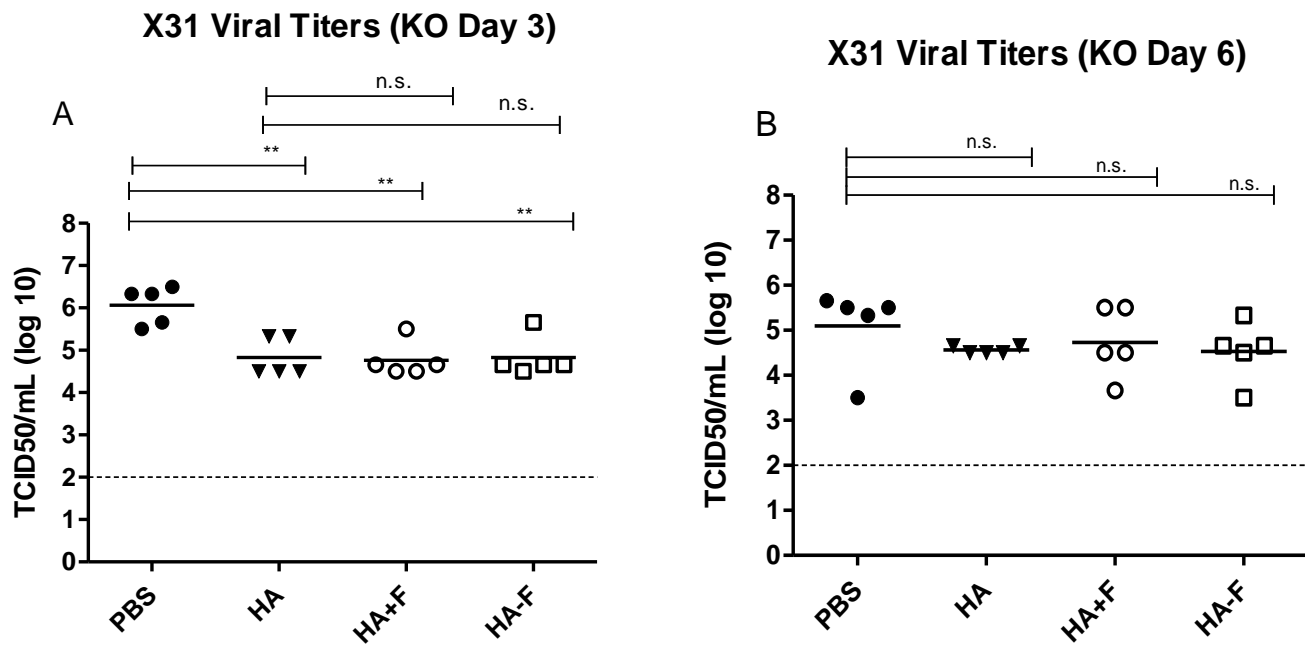 X31 Viral Titers (KO Day 3)
A
n.s.
n.s.
**
**
**
TCID50/mL (log 10)
8
7
6
5
4
3
2
1
0
PBS
HA
HA+F
HA-F
X31 Viral Titers (KO Day 6)
B
n.s.
n.s.
n.s.
TCID50/mL (log 10)
8
7
6
5
4
3
2
1
0
PBS
HA
HA+F
HA-F